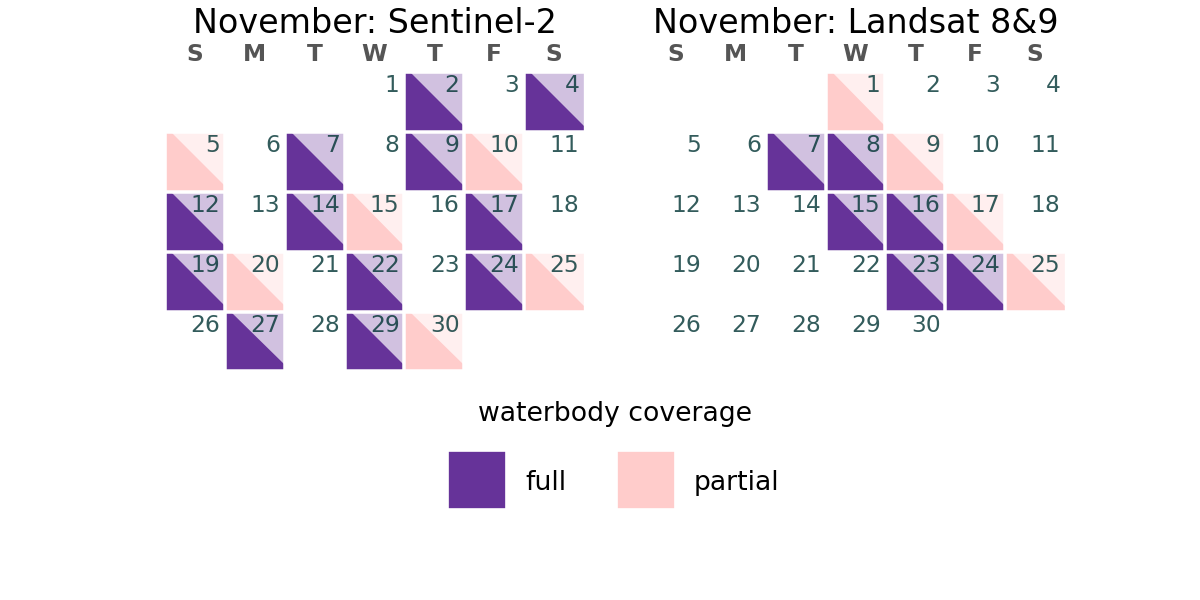 November: Sentinel-2
S M T W T F S
1 2 3 4
5 6 7 8 9 10 11
12 13 14 15 16 17 18
19 20 21 22 23 24 25
26 27 28 29 30
November: Landsat 8&9
S M T W T F S
1 2 3 4
5 6 7 8 9 10 11
12 13 14 15 16 17 18
19 20 21 22 23 24 25
26 27 28 29 30
waterbody coverage
full
partial